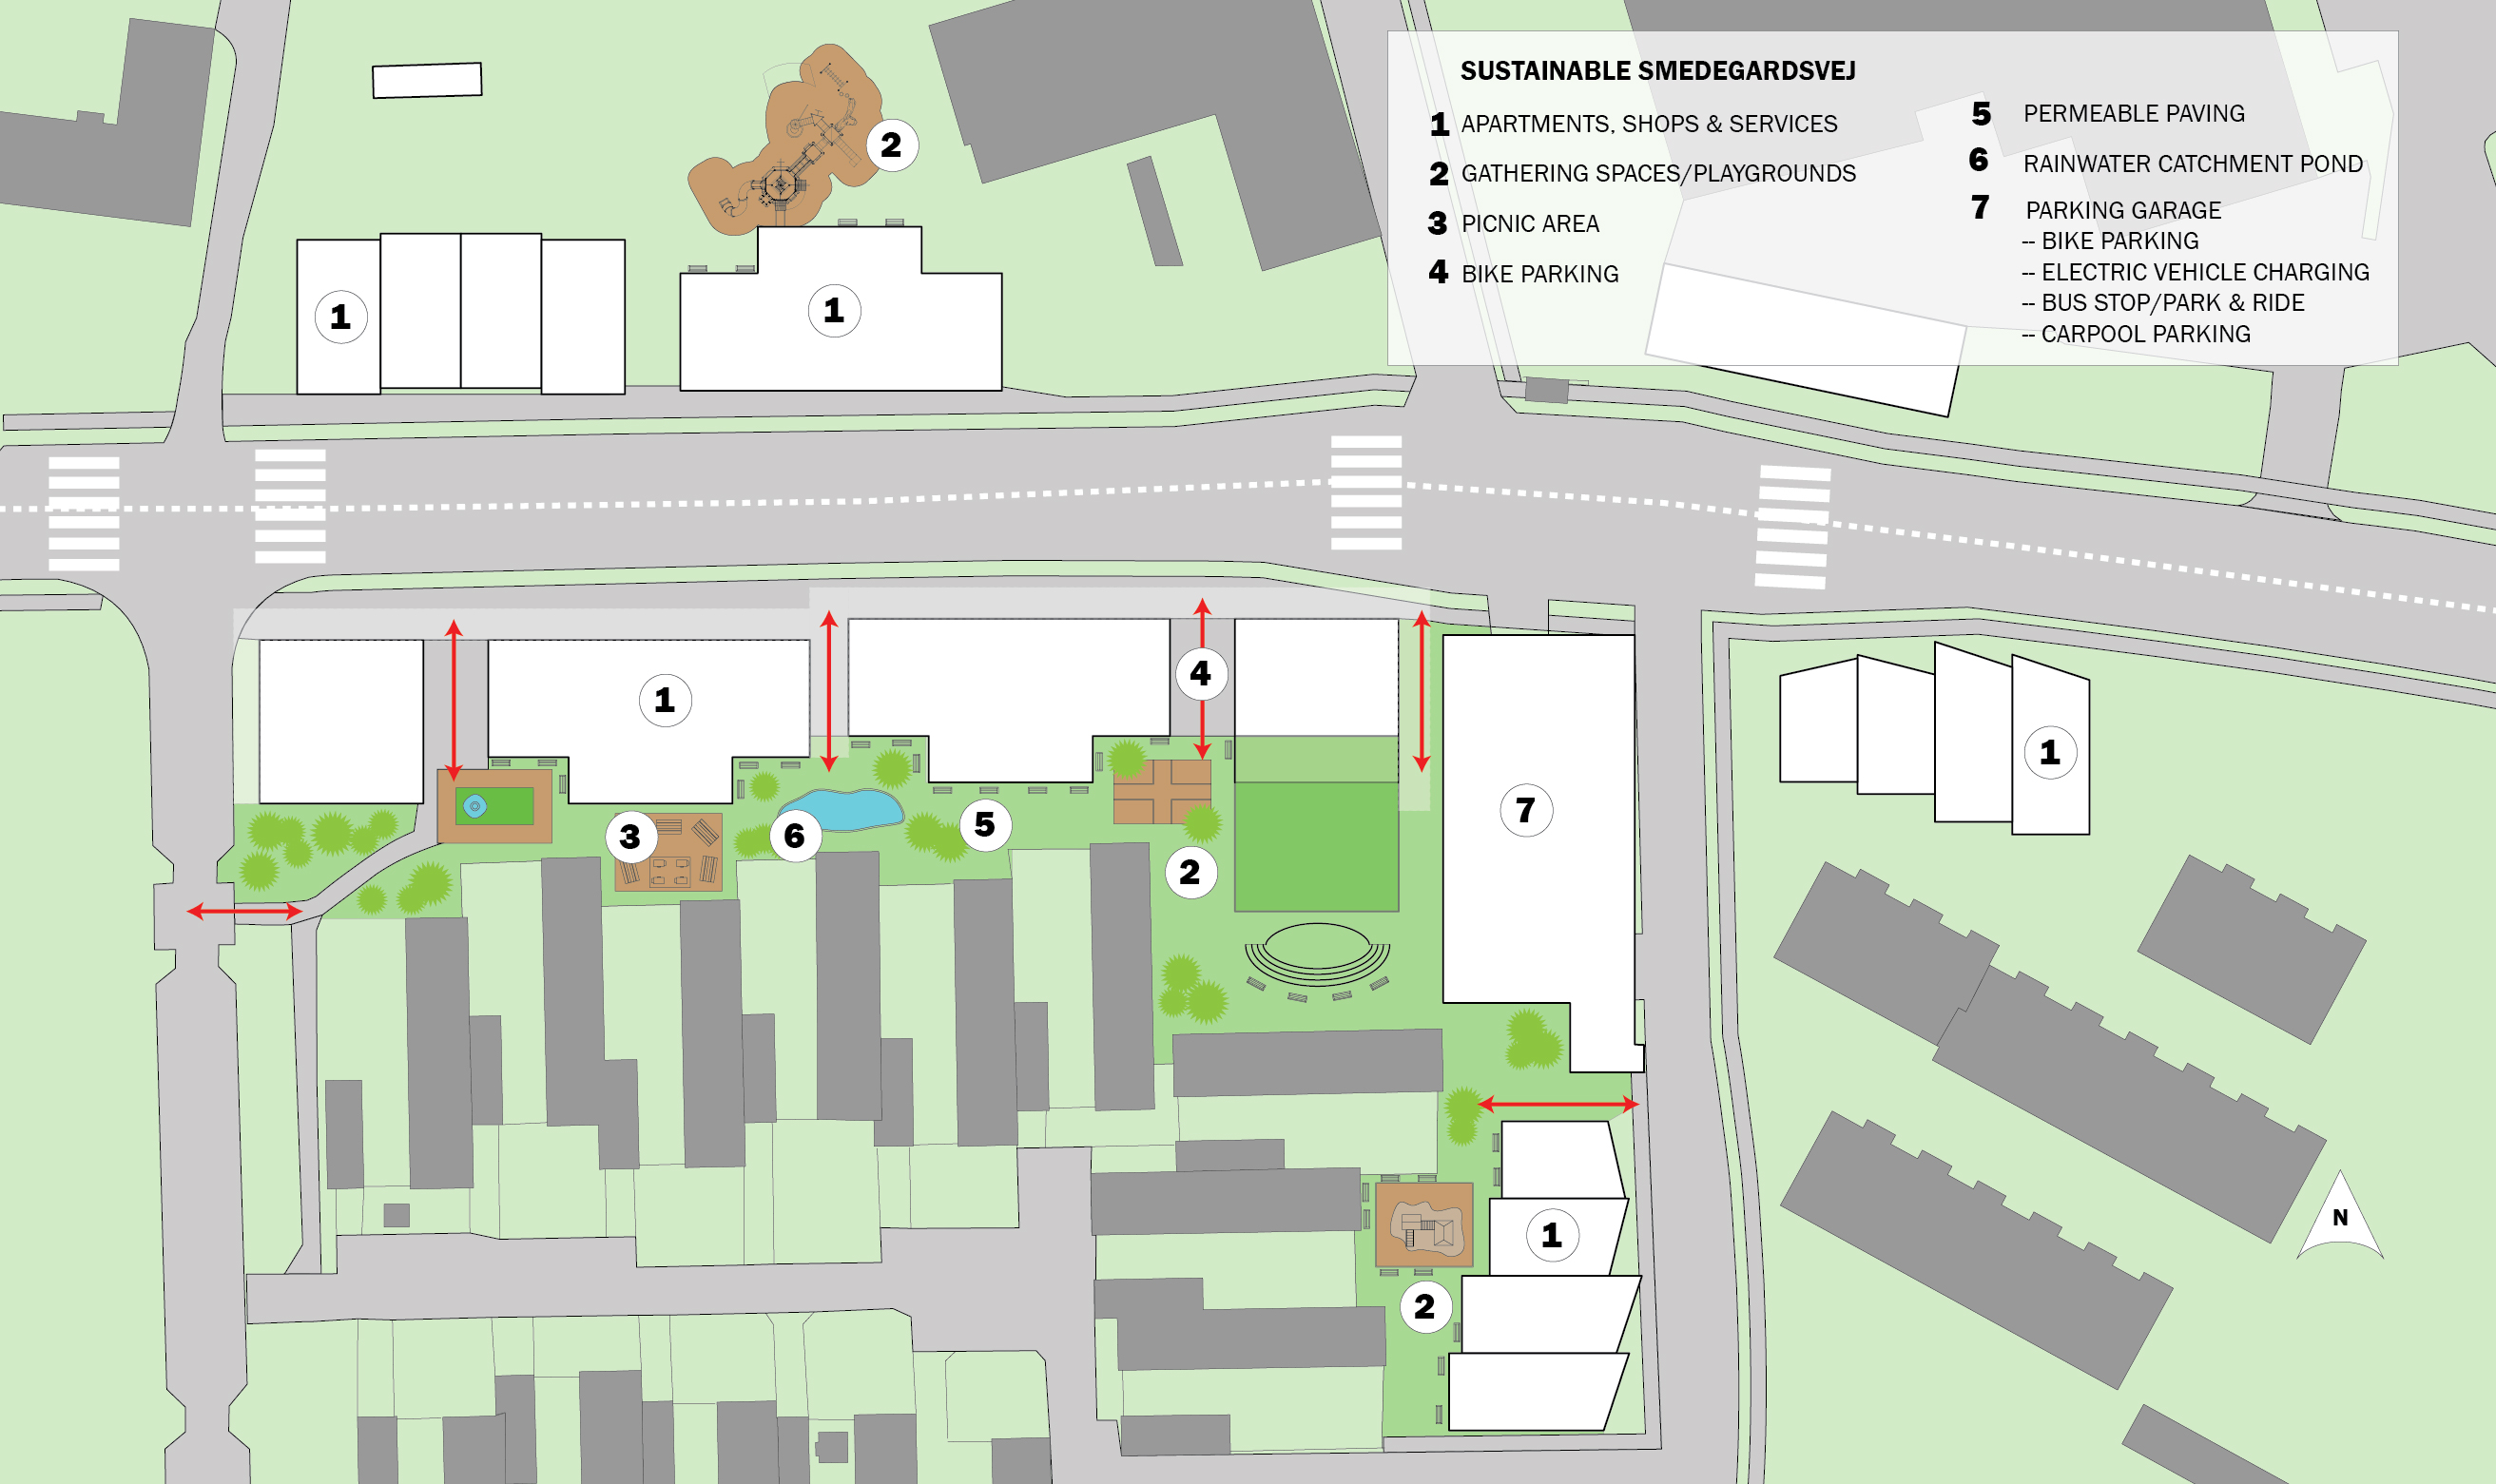 SUSTAINABLE SMEDEGARDSVEJ
1 APARTMENTS, SHOPS & SERVICES
2 GATHERING SPACES/PLAYGROUNDS
3 PICNIC AREA
4 BIKE PARKING
5 PERMEABLE PAVING
6 RAINWATER CATCHMENT POND
7 PARKING GARAGE
-- BIKE PARKING
-- ELECTRIC VEHICLE CHARGING
-- BUS STOP/PARK & RIDE
-- CARPOOL PARKING
2
1
1
4
1
1
7
3
6
5
2
1
2
N